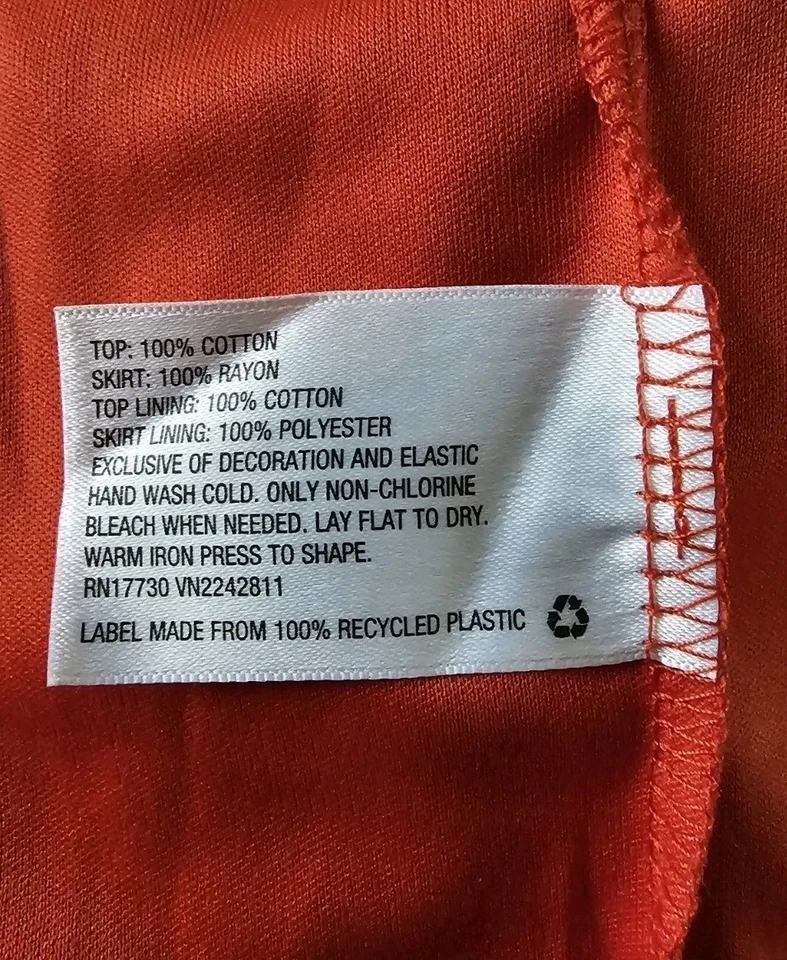 TOP: 100% COTTON
SKIRT: 100% RAYON
TOP LINING: 100% COTTON
SKIRT LINING: 100% POLYESTER
EXCLUSIVE OF DECORATION AND ELASTIC
HAND WASH COLD. ONLY NON-CHLORINE
BLEACH WHEN NEEDED. LAY FLAT TO DRY.
WARM IRON PRESS TO SHAPE.
RN17730 VN2242811
LABEL MADE FROM 100% RECYCLED PLASTIC